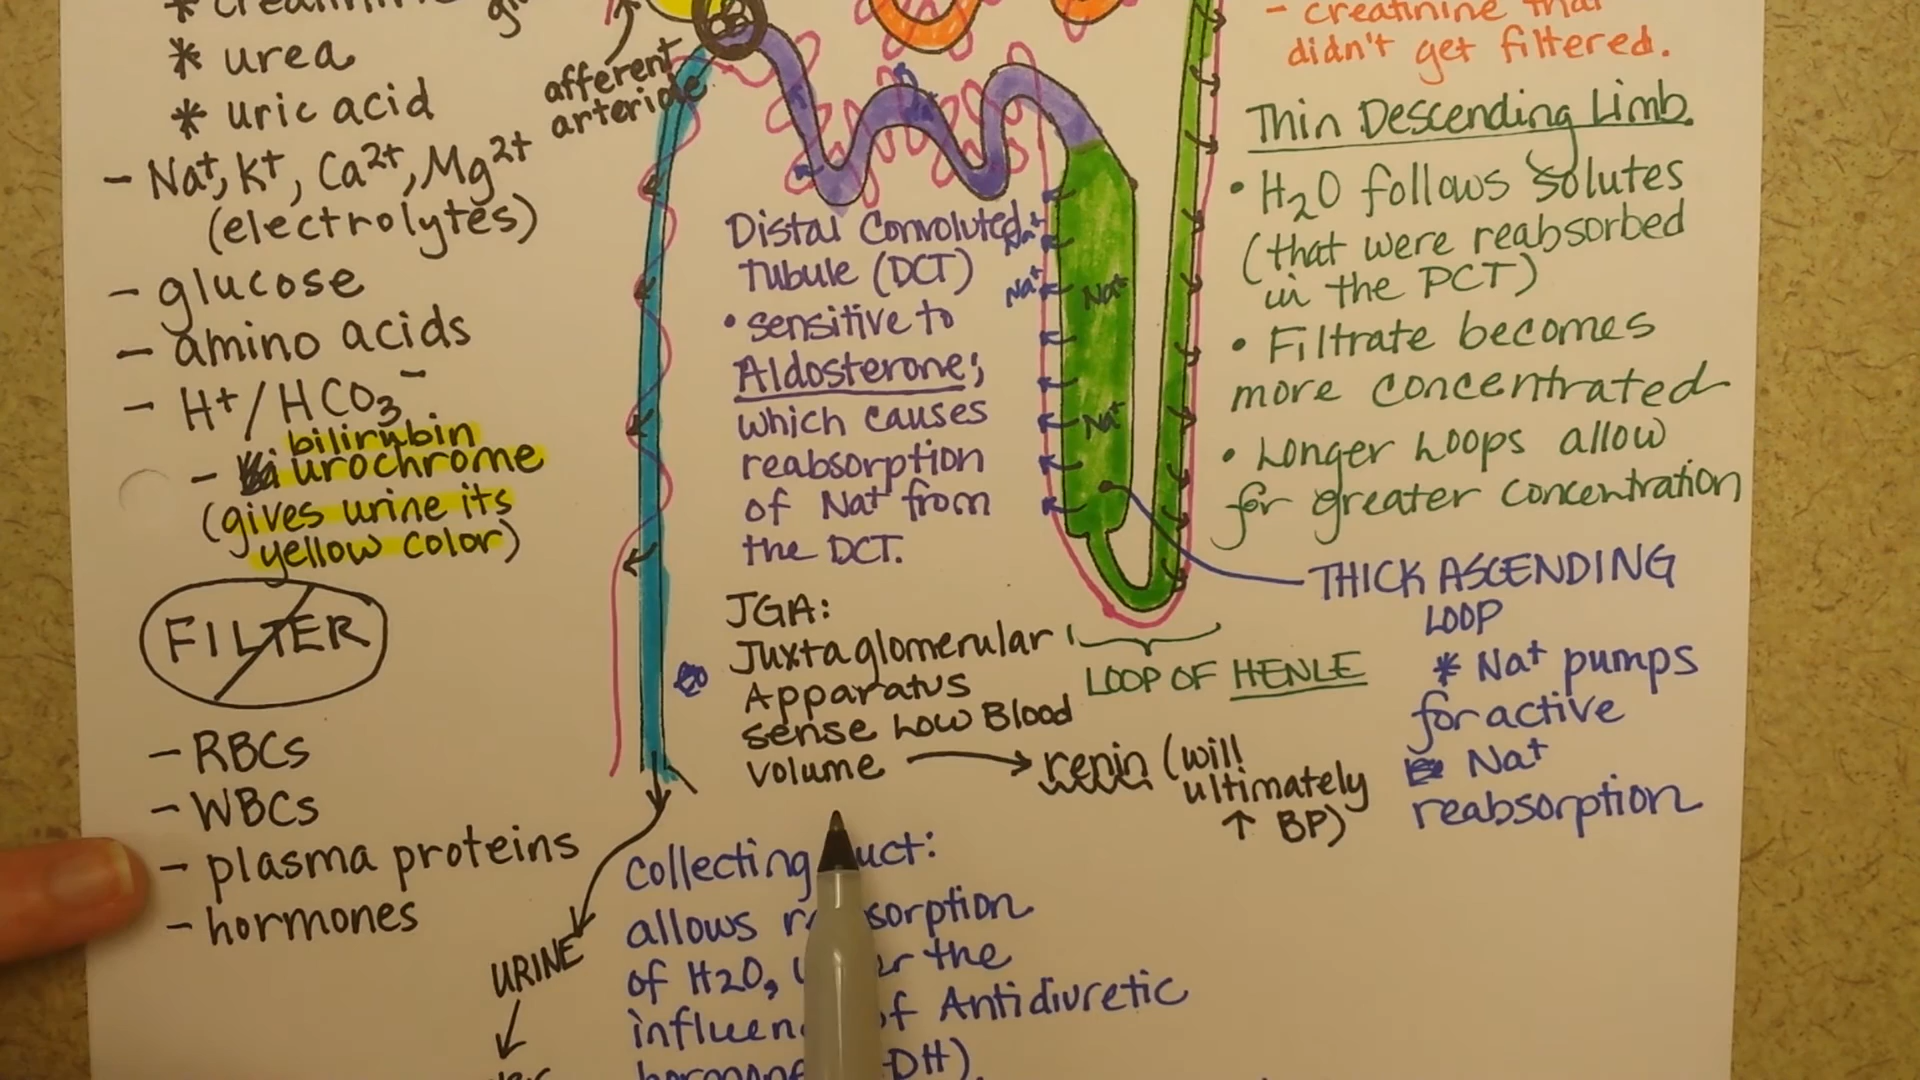 * urea
* uric acid
- Na+, K+, Ca2+, Mg2+
(electrolytes)
- glucose
- amino acids
- H+/HCO3-
bilirubin
- urochrome
(gives urine its
yellow color)
FILTER
- RBCs
- WBCs
- plasma proteins
- hormones
afferent
arteriole
Distal Convoluted
Tubule (DCT)
• sensitive to
Aldosterone;
which causes
reabsorption
of Na+ from
the DCT.
Na+
Na+
Na+
Na+
JGA:
Juxtaglomerular
Apparatus
sense Low Blood
volume → renin (will
ultimately
↑ BP)
LOOP OF HENLE
- creatinine that
didn't get filtered.
Thin Descending Limb.
• H2O follows solutes
(that were reabsorbed
in the PCT)
• Filtrate becomes
more concentrated
• Longer Loops allow
for greater concentration
THICK ASCENDING
LOOP
* Na+ pumps
for active
Na+
reabsorption
URINE
collecting
allows
of H2O, the
Antidiuretic